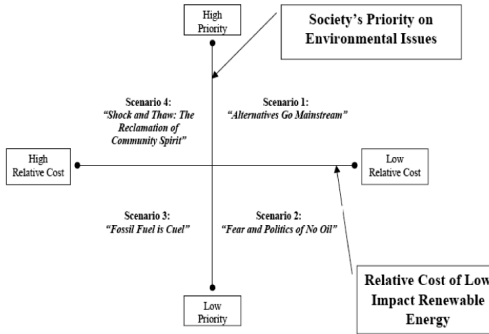 High
Priority
Society's Priority on
Environmental Issues
Scenario 4:
"Shock and Thaw: The
Reclamation of
Community Spirit"
Scenario 1:
"Alternatives Go Mainstream"
High
Relative Cost
Low
Relative Cost
Scenario 3:
"Fossil Fuel is Cuel"
Scenario 2:
"Fear and Politics of No Oil"
Low
Priority
Relative Cost of Low
Impact Renewable
Energy